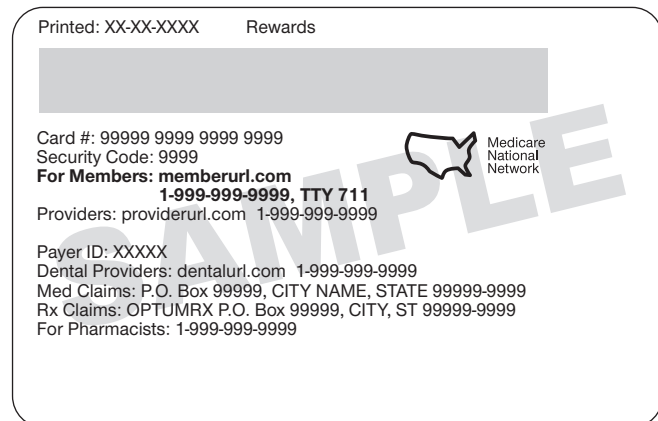 Printed: XX-XX-XXXX Rewards
Card #: 99999 9999 9999 9999
Security Code: 9999
For Members: memberurl.com
1-999-999-9999, TTY 711
Providers: providerurl.com 1-999-999-9999
Medicare
National
Network
Payer ID: XXXXX
Dental Providers: dentalurl.com 1-999-999-9999
Med Claims: P.O. Box 99999, CITY NAME, STATE 99999-9999
Rx Claims: OPTUMRX P.O. Box 99999, CITY, ST 99999-9999
For Pharmacists: 1-999-999-9999
SAMPLE